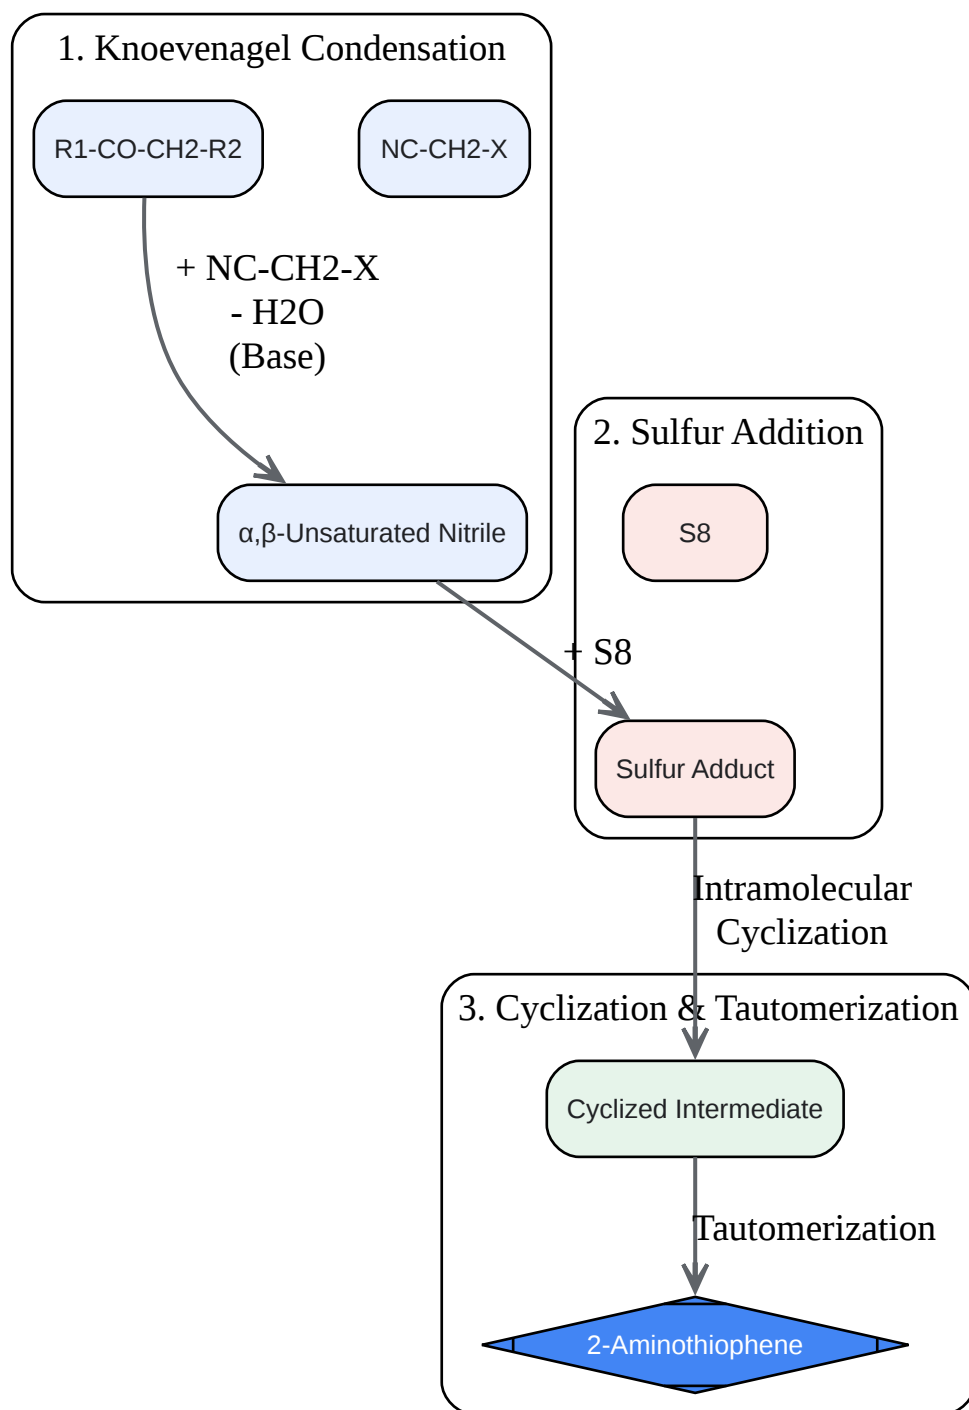 1. Knoevenagel Condensation
R1-CO-CH2-R2
NC-CH2-X
+ NC-CH2-X
- H2O
(Base)
α,β-Unsaturated Nitrile
2. Sulfur Addition
S8
+ S8
Sulfur Adduct
Intramolecular
Cyclization
3. Cyclization & Tautomerization
Cyclized Intermediate
Tautomerization
2-Aminothiophene